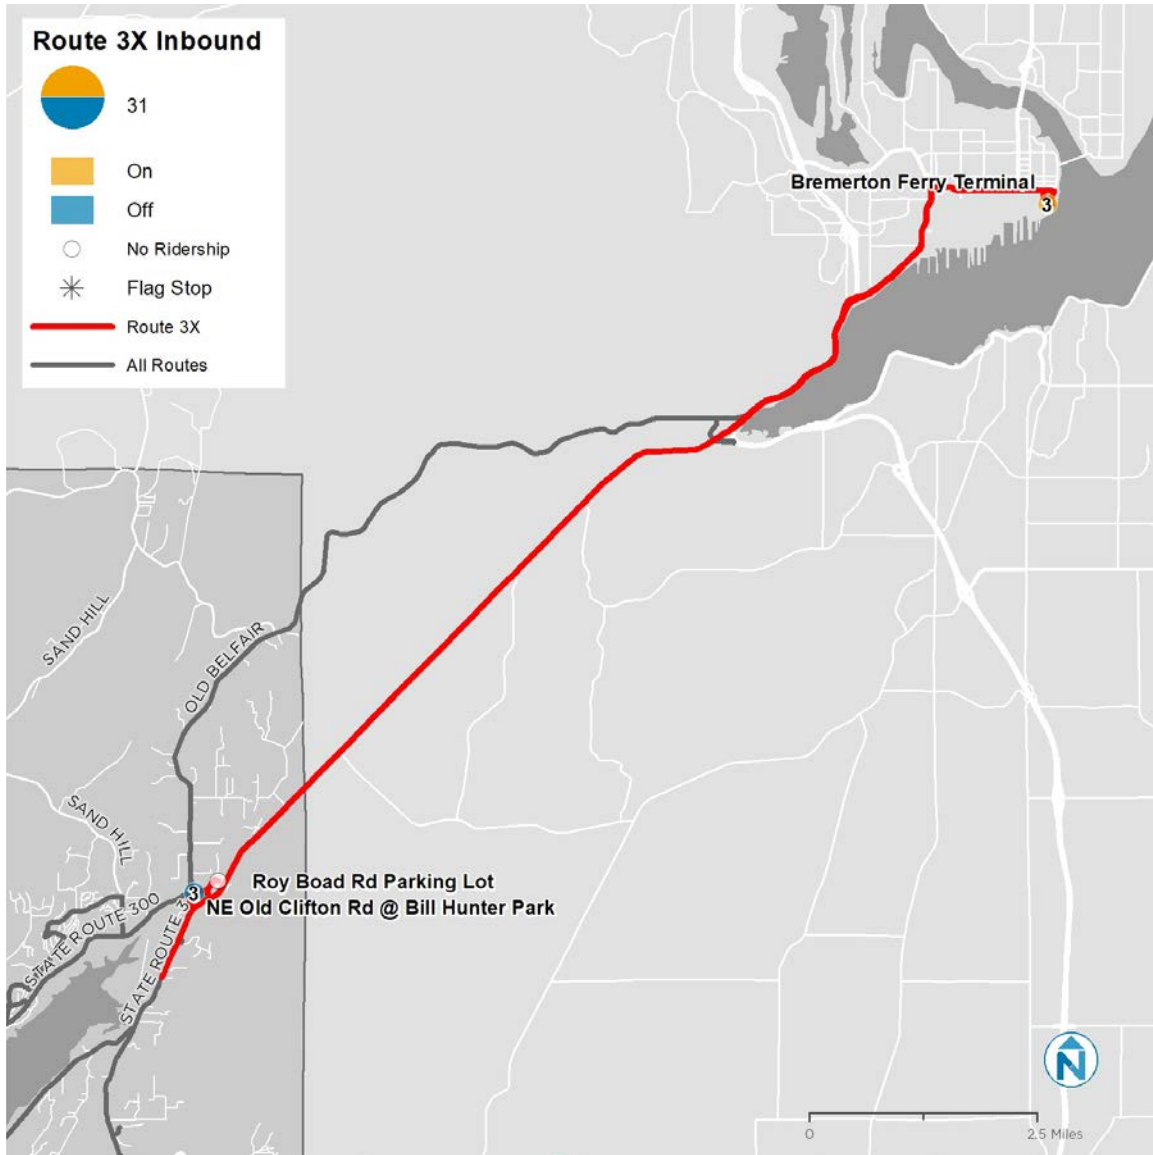 Route 3X Inbound
31
On
Off
No Ridership
Flag Stop
Route 3X
All Routes
Bremerton Ferry Terminal
3
SAND HILL
OLD BELFAIR
SAND HILL
3
Roy Boad Rd Parking Lot
NE Old Clifton Rd @ Bill Hunter Park
STATE ROUTE 300
STATE ROUTE 3
N
0
2.5 Miles